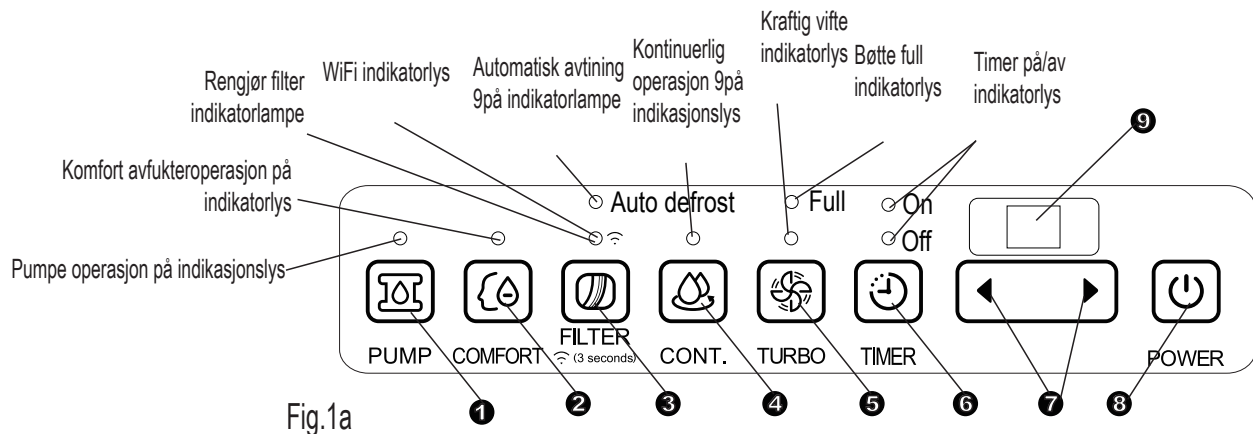 Rengjør filter
indikatorlampe
WiFi indikatorlys
Automatisk avtining
9på indikatorlampe
Kontinuerlig
operasjon 9på
indikasjonslys
Kraftig vifte
indikatorlys
Bøtte full
indikatorlys
Timer på/av
indikatorlys
9
Komfort avfukteroperasjon på
indikatorlys
Pumpe operasjon på indikasjonslys
Auto defrost
Full
On
Off
PUMP
COMFORT
FILTER
(3 seconds)
CONT.
TURBO
TIMER
POWER
1
2
3
4
5
6
7
8
Fig.1a